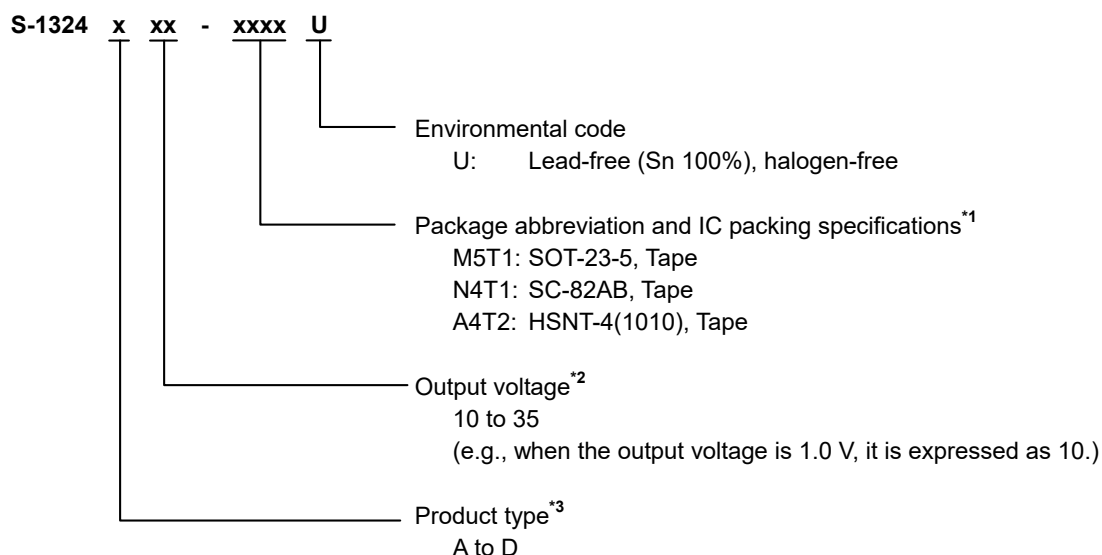 S-1324 x xx - xxxx U
Environmental code
U: Lead-free (Sn 100%), halogen-free
Package abbreviation and IC packing specifications*1
M5T1: SOT-23-5, Tape
N4T1: SC-82AB, Tape
A4T2: HSNT-4(1010), Tape
Output voltage*2
10 to 35
(e.g., when the output voltage is 1.0 V, it is expressed as 10.)
Product type*3
A to D